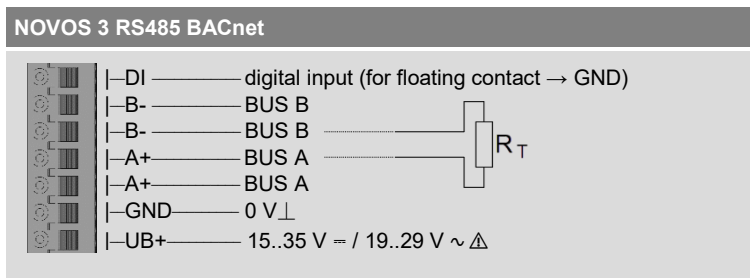 NOVOS 3 RS485 BACnet
|—DI ———— digital input (for floating contact → GND)
|—B- ———— BUS B
|—B- ———— BUS B
|—A+ ———— BUS A
|—A+ ———— BUS A
|—GND ———— 0 V⊥
|—UB+ ———— 15..35 V ⎓ / 19..29 V ∿ ⚠
R T